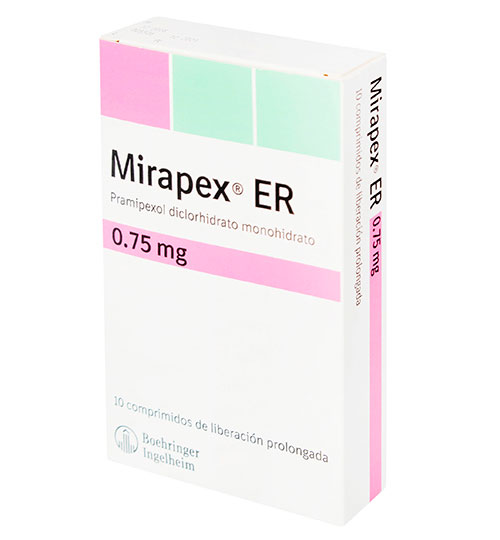 Mirapex® ER
Pramipexol diclorhidrato monohidrato
0.75 mg
10 comprimidos de liberación prolongada
Boehringer
Ingelheim
Mirapex® ER 0.75 mg
10 comprimidos de liberación prolongada